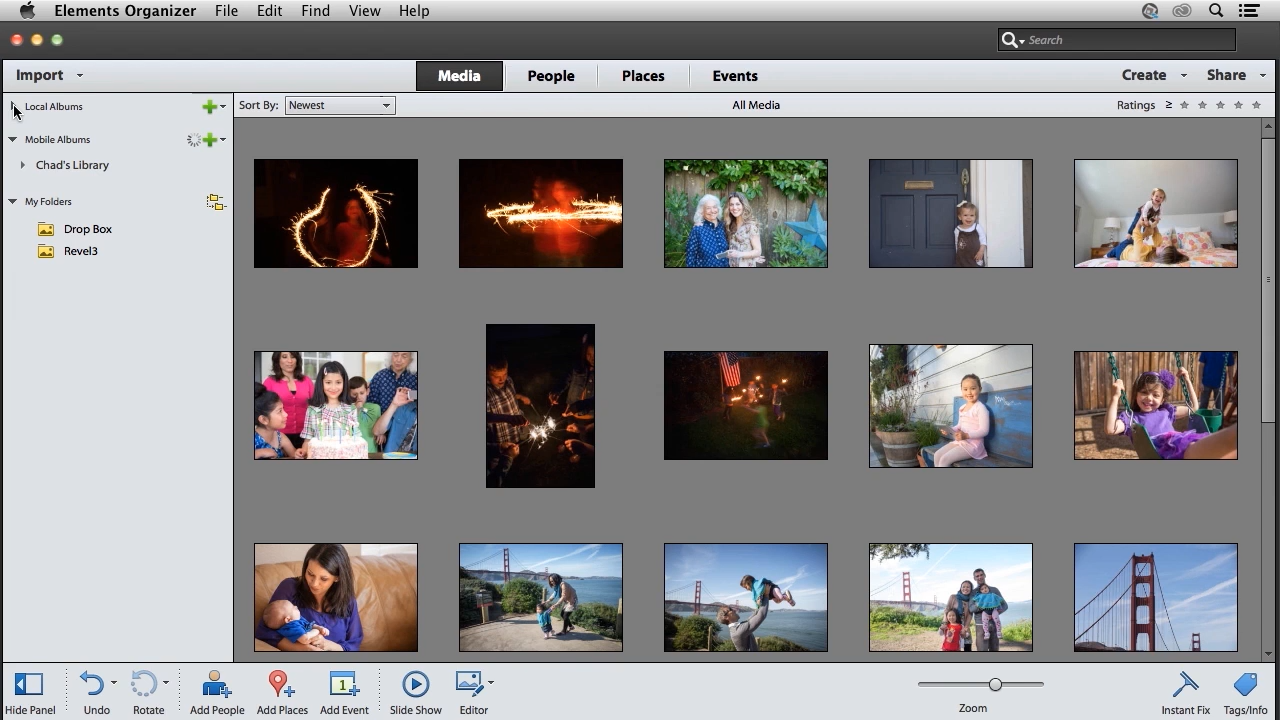 Elements Organizer File Edit Find View Help
Search
Import Media People Places Events Create Share
Local Albums
Sort By: Newest All Media Ratings ≥
Mobile Albums
Chad's Library
My Folders
Drop Box
Revel3
Hide Panel Undo Rotate Add People Add Places Add Event Slide Show Editor Zoom Instant Fix Tags/Info